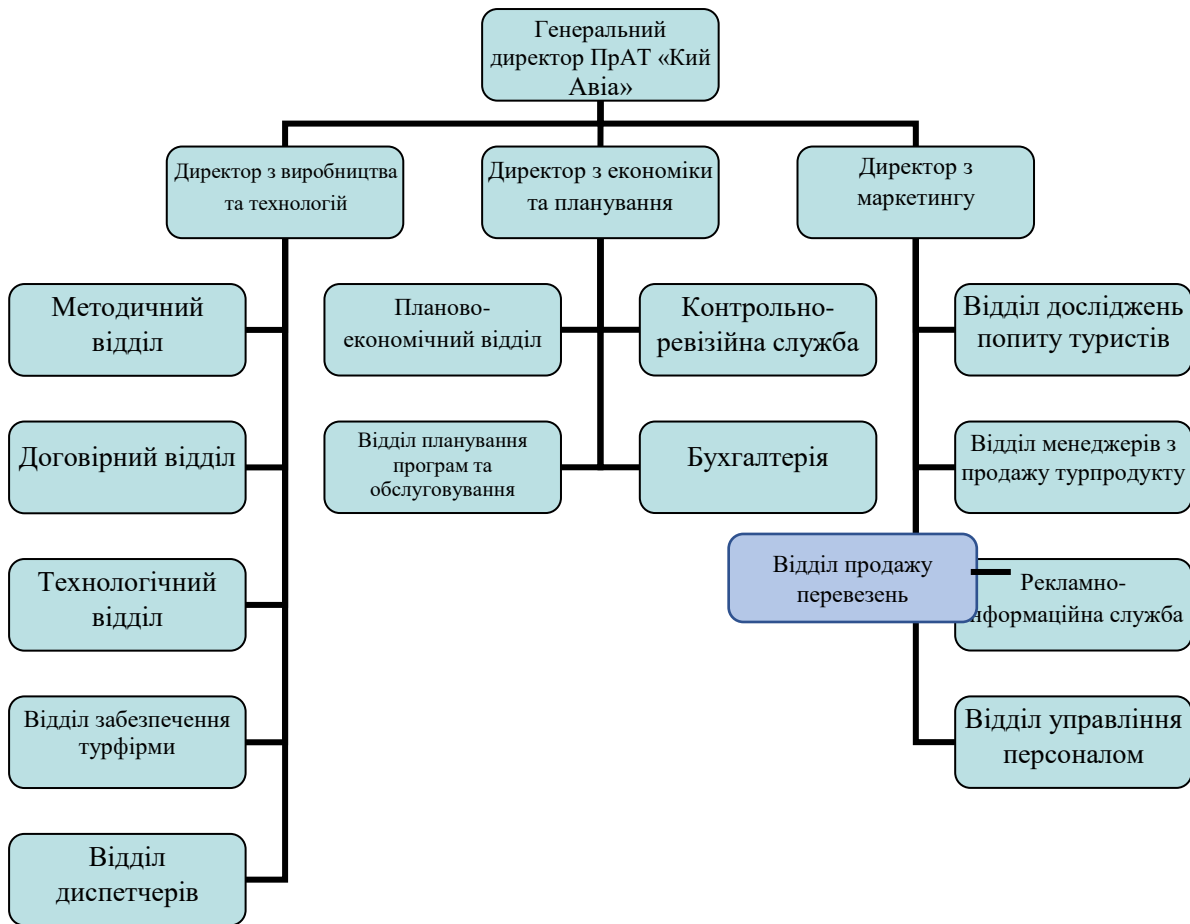 Генеральний
директор ПрАТ «Кий
Авіа»
Директор з виробництва
та технологій
Директор з економіки
та планування
Директор з
маркетингу
Методичний
відділ
Планово-
економічний відділ
Контрольно-
ревізійна служба
Відділ досліджень
попиту туристів
Договірний відділ
Відділ планування
програм та
обслуговування
Бухгалтерія
Відділ менеджерів з
продажу турпродукту
Технологічний
відділ
Відділ продажу
перевезень
Рекламно-
нформаційна служба
Відділ забезпечення
турфірми
Відділ управління
персоналом
Відділ
диспетчерів